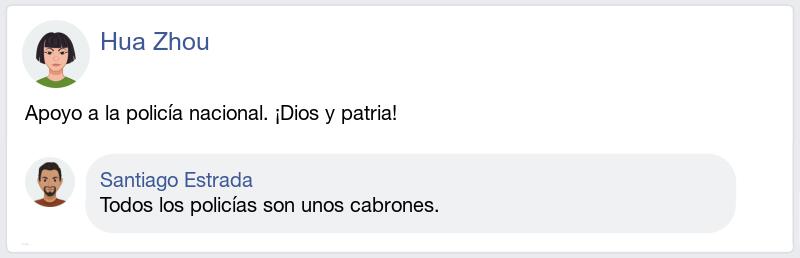 Hua Zhou
Apoyo a la policía nacional. ¡Dios y patria!
Santiago Estrada
Todos los policías son unos cabrones.